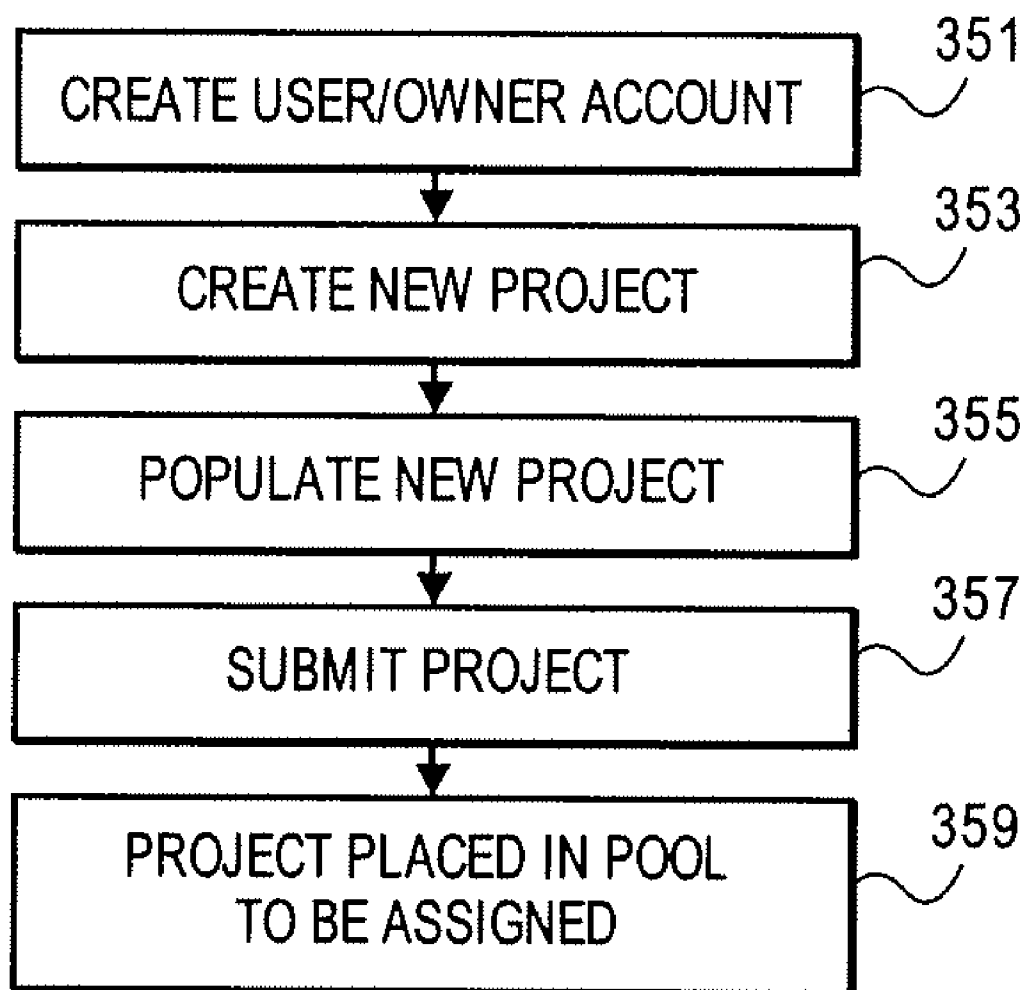 CREATE USER/OWNER ACCOUNT
351
CREATE NEW PROJECT
353
POPULATE NEW PROJECT
355
SUBMIT PROJECT
357
PROJECT PLACED IN POOL
TO BE ASSIGNED
359